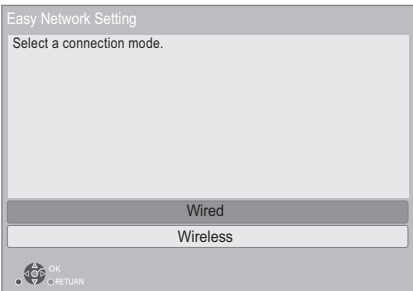 Easy Network Setting
Select a connection mode.
Wired
Wireless
OK
RETURN